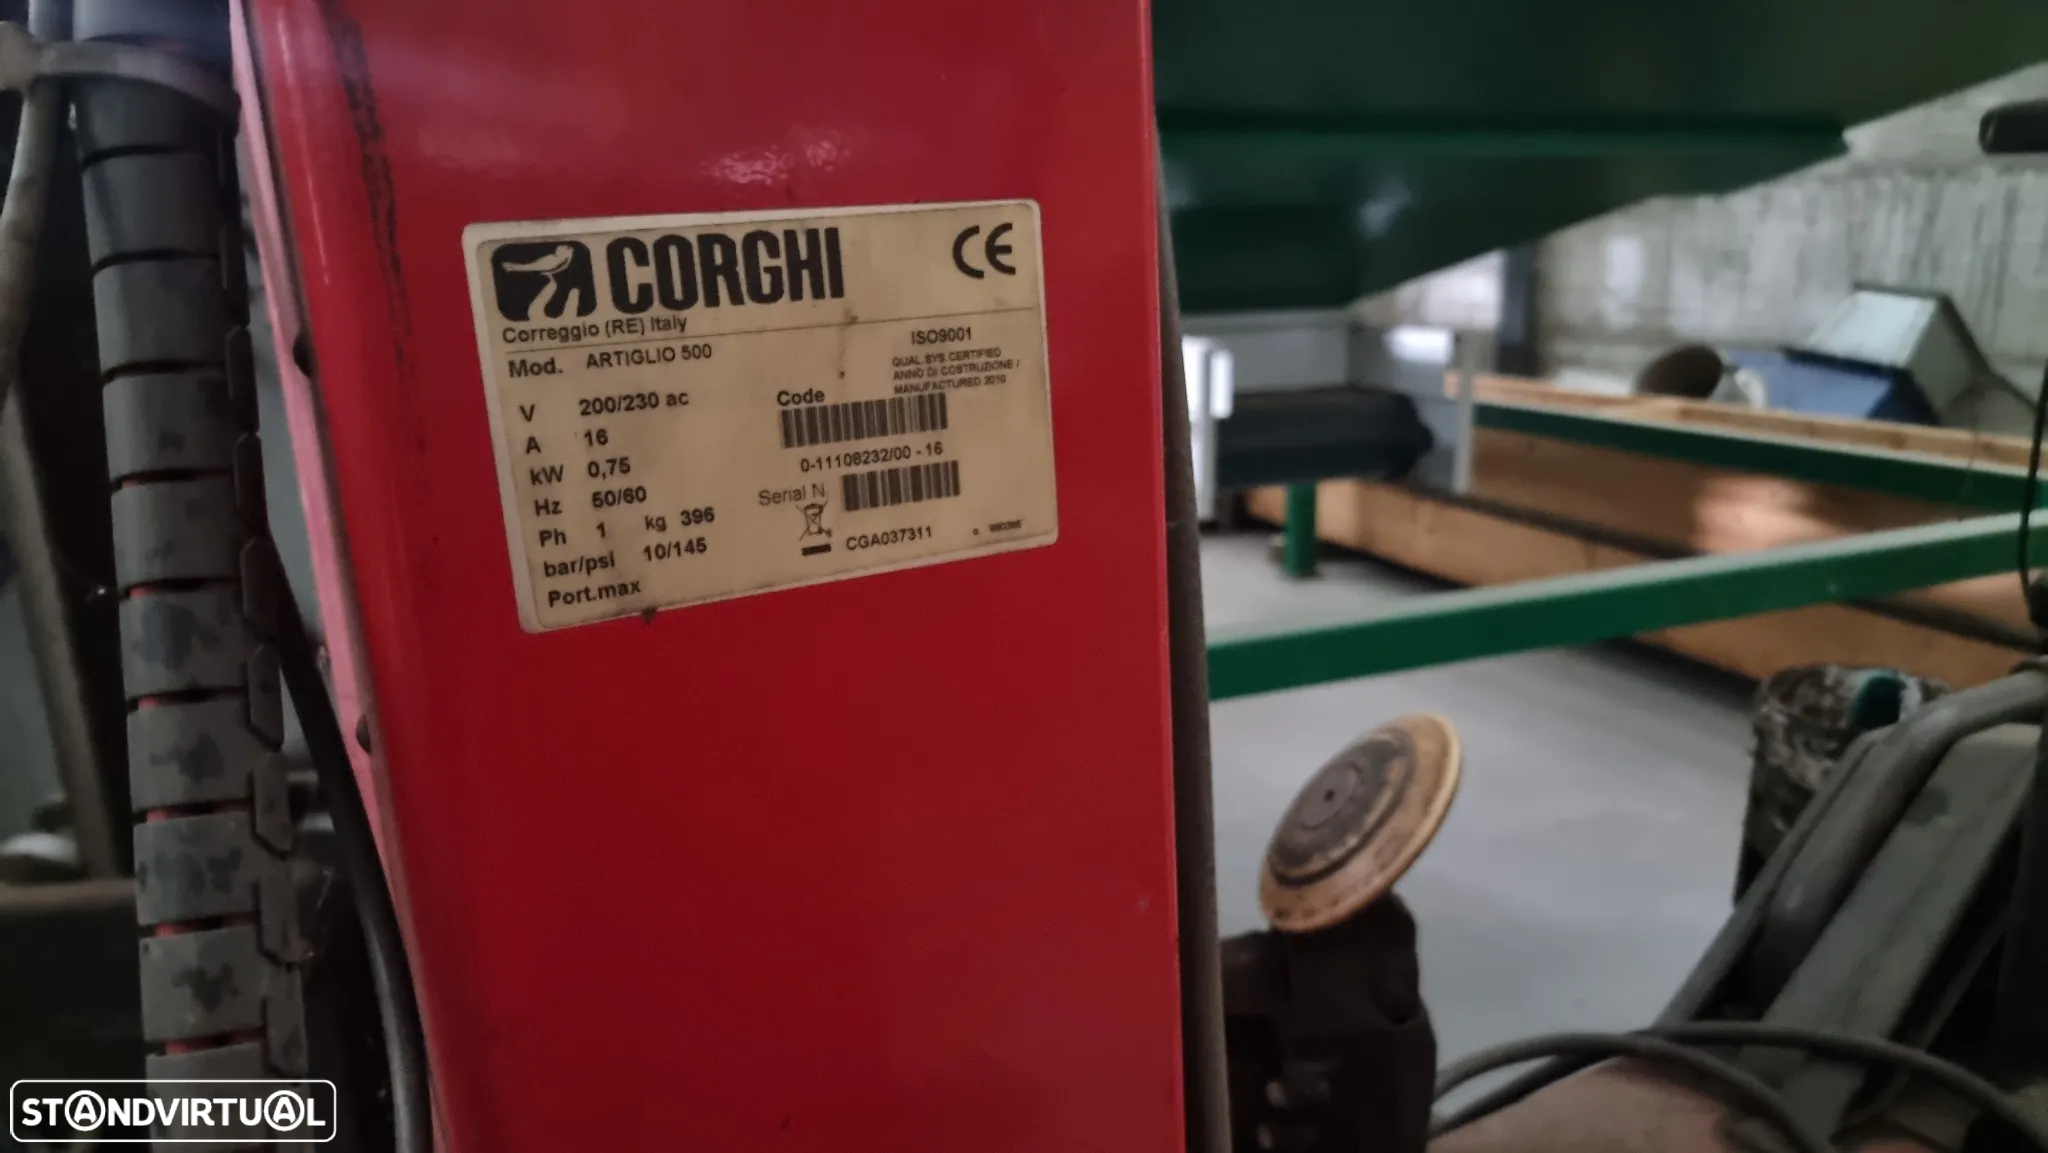 CORGHI
CE
Correggio (RE) Italy
Mod. ARTIGLIO 500
ISO9001
QUAL.SYS.CERTIFIED
ANNO DI COSTRUZIONE /
MANUFACTURED 2010
V 200/230 ac
A 16
kW 0,75
Hz 50/60
Ph 1 kg 396
bar/psi 10/145
Port.max
Code
0-11108232/00 - 16
Serial N.
CGA037311
STANDVIRTUAL